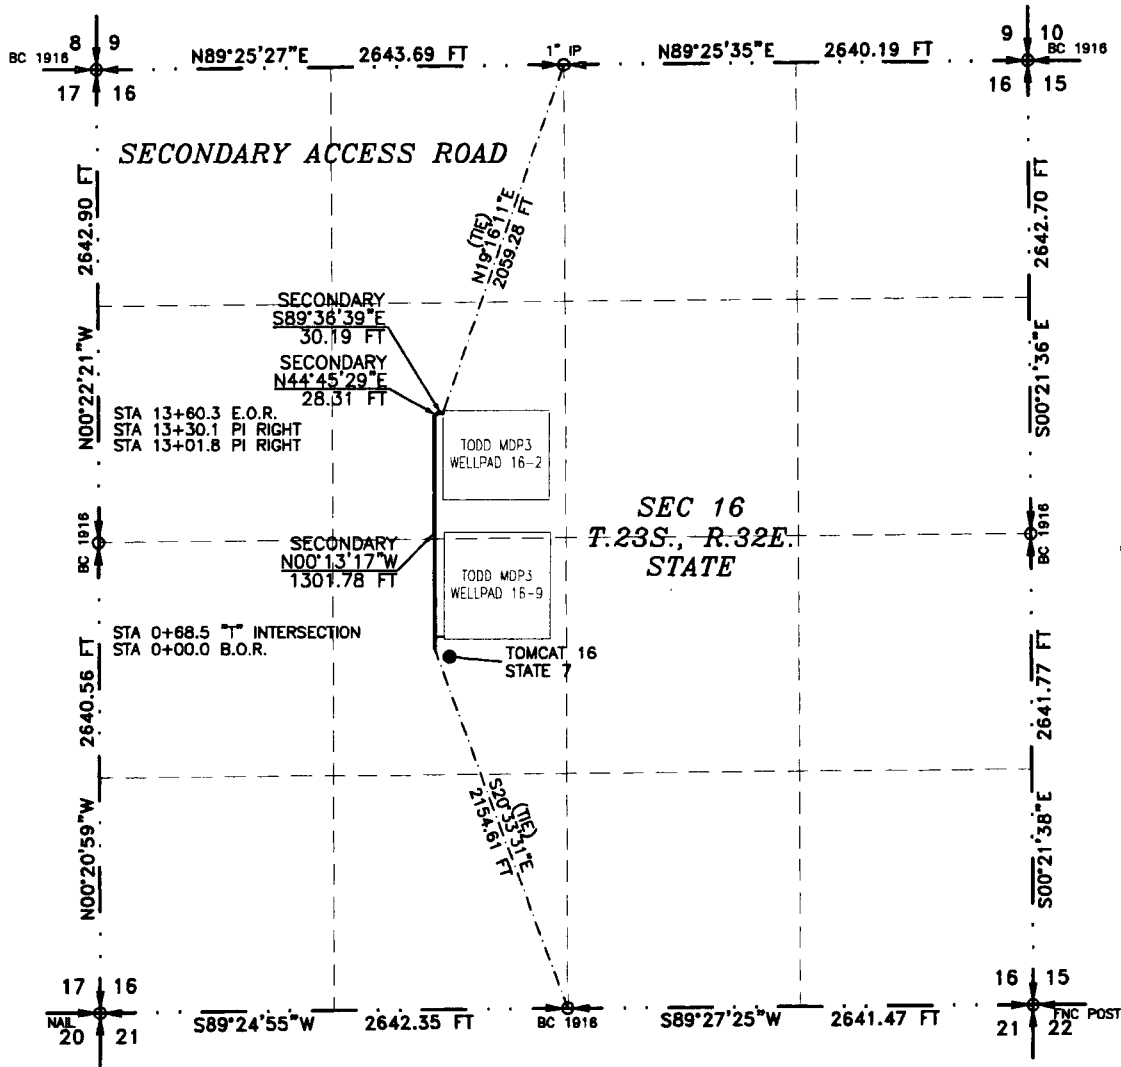 8 9
BC 1916
17 16
N89°25'27"E 2643.69 FT
1" IP
N89°25'35"E 2640.19 FT
9 10
BC 1916
16 15
SECONDARY ACCESS ROAD
2642.90 FT
N00°22'21"W
(TIE)
N19°16'11"E
2059.28 FT
2642.70 FT
S00°21'36"E
SECONDARY
S89°36'39"E
30.19 FT
SECONDARY
N44°45'29"E
28.31 FT
STA 13+60.3 E.O.R.
STA 13+30.1 PI RIGHT
STA 13+01.8 PI RIGHT
TODD MDP3
WELLPAD 16-2
SEC 16
T.23S., R.32E.
STATE
BC 1916
BC 1916
SECONDARY
N00°13'17"W
1301.78 FT
TODD MDP3
WELLPAD 16-9
STA 0+68.5 "T" INTERSECTION
STA 0+00.0 B.O.R.
TOMCAT 16
STATE 7
2640.56 FT
N00°20'59"W
(TIE)
S20°33'31"E
2154.61 FT
2641.77 FT
S00°21'38"E
17 16
NAIL
20 21
S89°24'55"W 2642.35 FT
BC 1916
S89°27'25"W 2641.47 FT
16 15
FNC POST
21 22